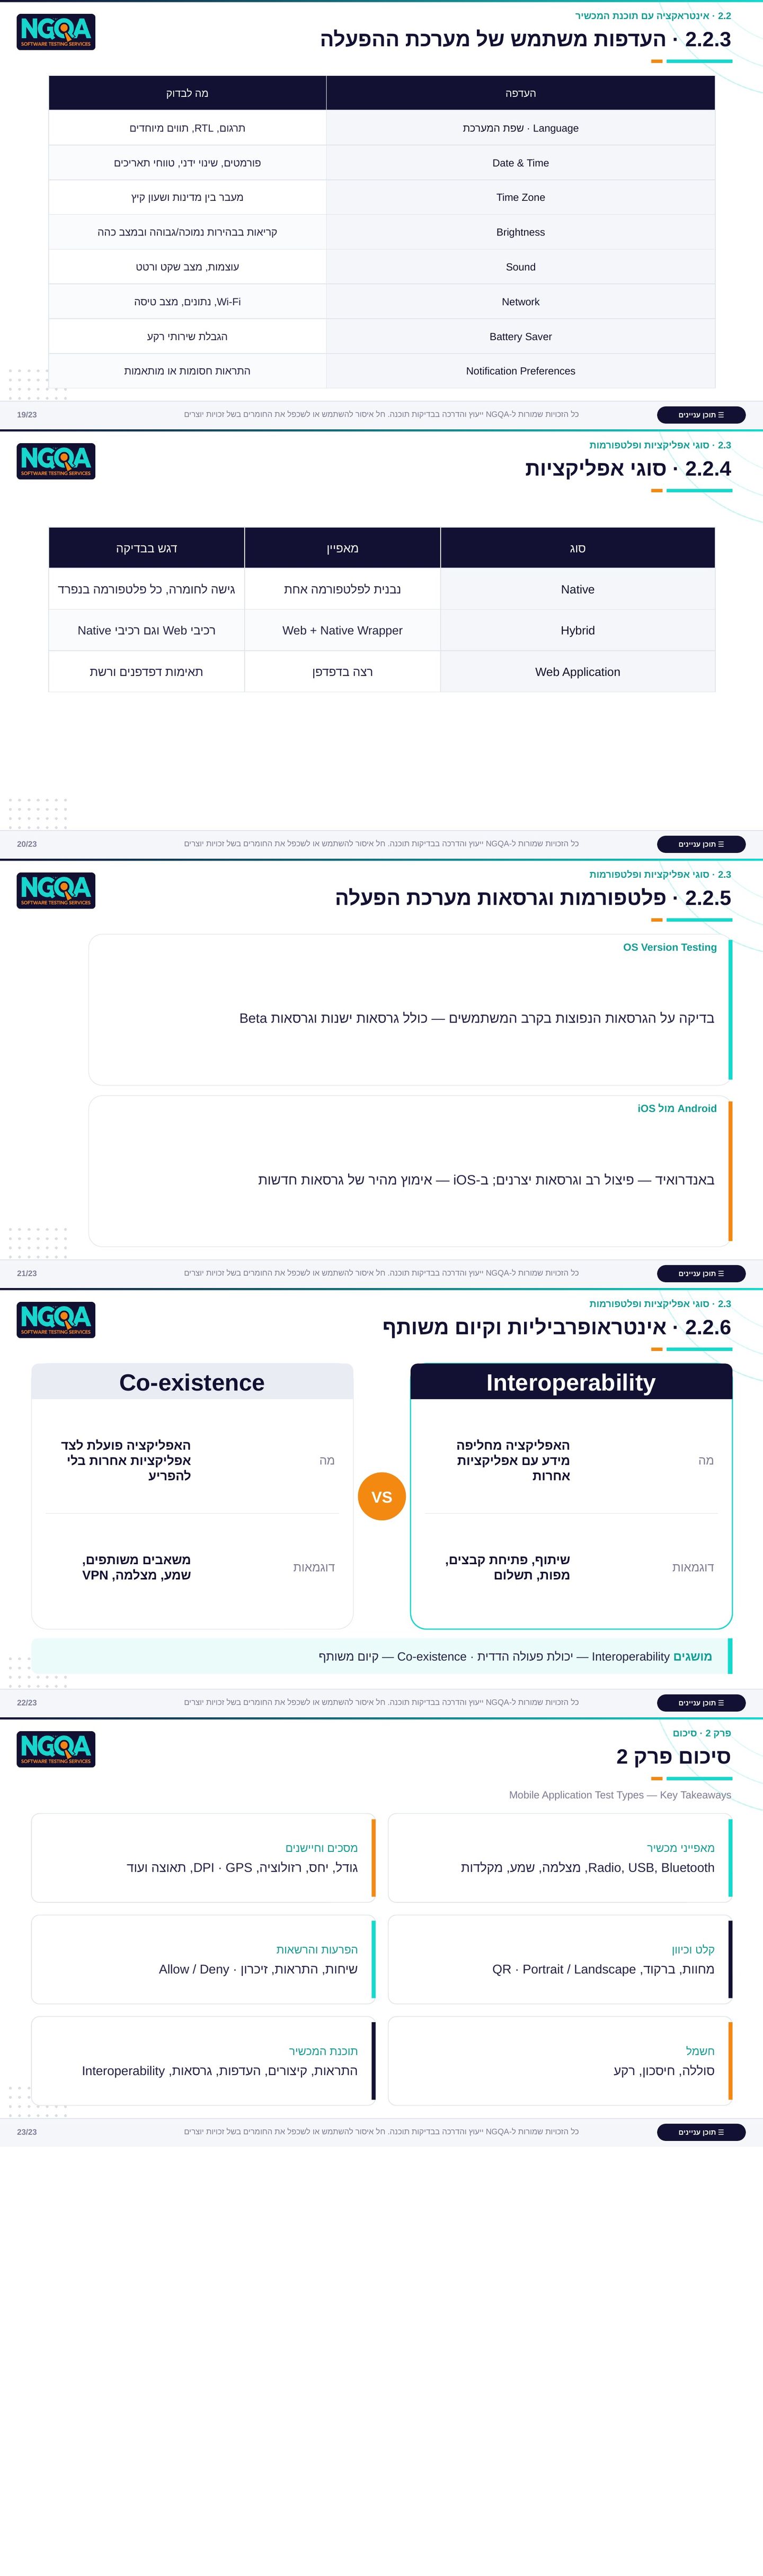 2.2 · אינטראקציה עם תוכנת המכשיר
NGQA
SOFTWARE TESTING SERVICES
2.2.3 · העדפות משתמש של מערכת ההפעלה
העדפה מה לבדוק
Language · שפת המערכת תרגום, RTL, תווים מיוחדים
Date & Time פורמטים, שינוי ידני, טווחי תאריכים
Time Zone מעבר בין מדינות ושעון קיץ
Brightness קריאות בבהירות נמוכה/גבוהה ובמצב כהה
Sound עוצמות, מצב שקט ורטט
Network Wi-Fi, נתונים, מצב טיסה
Battery Saver הגבלת שירותי רקע
Notification Preferences התראות חסומות או מותאמות
☰ תוכן עניינים
כל הזכויות שמורות ל-NGQA ייעוץ והדרכה בבדיקות תוכנה. חל איסור להשתמש או לשכפל את החומרים בשל זכויות יוצרים
19/23
2.3 · סוגי אפליקציות ופלטפורמות
NGQA
SOFTWARE TESTING SERVICES
2.2.4 · סוגי אפליקציות
סוג מאפיין דגש בבדיקה
Native נבנית לפלטפורמה אחת גישה לחומרה, כל פלטפורמה בנפרד
Hybrid Web + Native Wrapper רכיבי Web וגם רכיבי Native
Web Application רצה בדפדפן תאימות דפדפנים ורשת
☰ תוכן עניינים
כל הזכויות שמורות ל-NGQA ייעוץ והדרכה בבדיקות תוכנה. חל איסור להשתמש או לשכפל את החומרים בשל זכויות יוצרים
20/23
2.3 · סוגי אפליקציות ופלטפורמות
NGQA
SOFTWARE TESTING SERVICES
2.2.5 · פלטפורמות וגרסאות מערכת הפעלה
OS Version Testing
בדיקה על הגרסאות הנפוצות בקרב המשתמשים — כולל גרסאות ישנות וגרסאות Beta
Android מול iOS
באנדרואיד — פיצול רב וגרסאות יצרנים; ב-iOS — אימוץ מהיר של גרסאות חדשות
☰ תוכן עניינים
כל הזכויות שמורות ל-NGQA ייעוץ והדרכה בבדיקות תוכנה. חל איסור להשתמש או לשכפל את החומרים בשל זכויות יוצרים
21/23
2.3 · סוגי אפליקציות ופלטפורמות
NGQA
SOFTWARE TESTING SERVICES
2.2.6 · אינטראופרביליות וקיום משותף
Interoperability
מה
האפליקציה מחליפה
מידע עם אפליקציות
אחרות
דוגמאות
שיתוף, פתיחת קבצים,
מפות, תשלום
VS
Co-existence
מה
האפליקציה פועלת לצד
אפליקציות אחרות בלי
להפריע
דוגמאות
משאבים משותפים,
שמע, מצלמה, VPN
מושגים Interoperability — יכולת פעולה הדדית · Co-existence — קיום משותף
☰ תוכן עניינים
כל הזכויות שמורות ל-NGQA ייעוץ והדרכה בבדיקות תוכנה. חל איסור להשתמש או לשכפל את החומרים בשל זכויות יוצרים
22/23
פרק 2 · סיכום
NGQA
SOFTWARE TESTING SERVICES
סיכום פרק 2
Mobile Application Test Types — Key Takeaways
מאפייני מכשיר
Radio, USB, Bluetooth, מצלמה, שמע, מקלדות
מסכים וחיישנים
גודל, יחס, רזולוציה, DPI · GPS, תאוצה ועוד
קלט וכיוון
מחוות, ברקוד, QR · Portrait / Landscape
הפרעות והרשאות
שיחות, התראות, זיכרון · Allow / Deny
חשמל
סוללה, חיסכון, רקע
תוכנת המכשיר
התראות, קיצורים, העדפות, גרסאות, Interoperability
☰ תוכן עניינים
כל הזכויות שמורות ל-NGQA ייעוץ והדרכה בבדיקות תוכנה. חל איסור להשתמש או לשכפל את החומרים בשל זכויות יוצרים
23/23